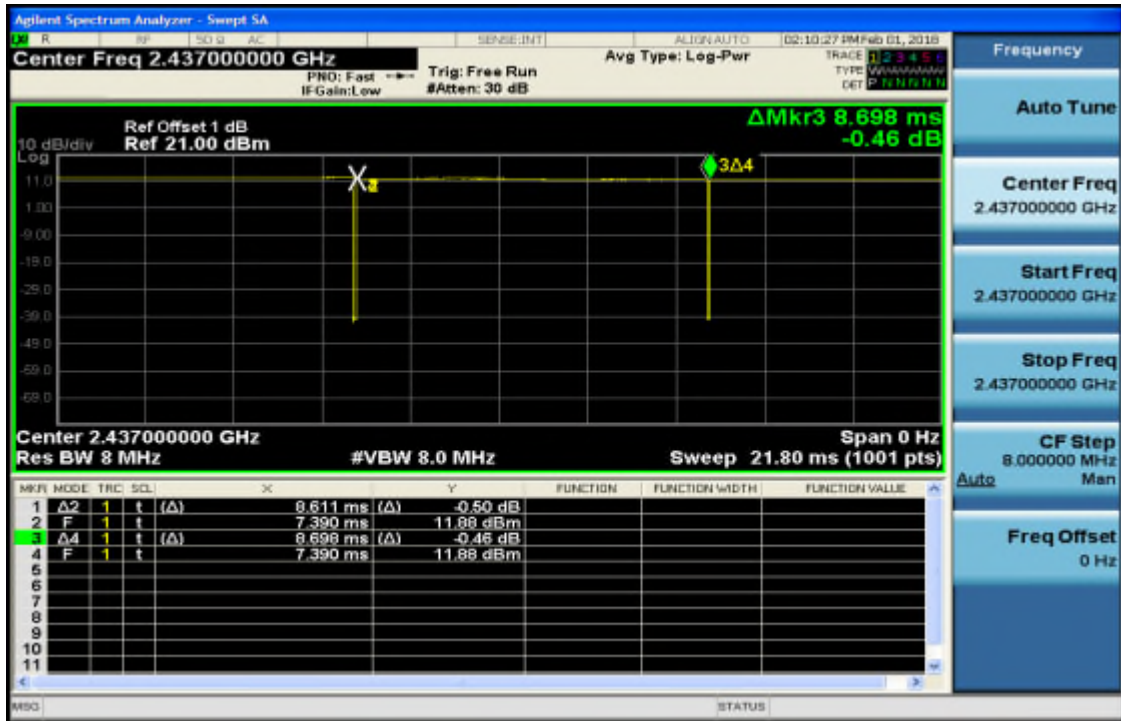 Agilent Spectrum Analyzer - Swept SA
R RF 50 Ω AC SENSE:INT ALIGN AUTO 02:10:27 PM Feb 01, 2018
Center Freq 2.437000000 GHz
PNO: Fast
IFGain:Low
Trig: Free Run
#Atten: 30 dB
Avg Type: Log-Pwr
TRACE 1 2 3 4 5 6
TYPE WWWWWW
DET P N N N N N
ΔMkr3 8.698 ms
-0.46 dB
Ref Offset 1 dB
10 dB/div Ref 21.00 dBm
Log
11.0
1.00
-9.00
-19.0
-29.0
-39.0
-49.0
-59.0
-69.0
2
3Δ4
Center 2.437000000 GHz Span 0 Hz
Res BW 8 MHz #VBW 8.0 MHz Sweep 21.80 ms (1001 pts)
MKR MODE TRC SCL X Y FUNCTION FUNCTION WIDTH FUNCTION VALUE
1 Δ2 1 t (Δ) 8.611 ms (Δ) -0.50 dB
2 F 1 t 7.390 ms 11.88 dBm
3 Δ4 1 t (Δ) 8.698 ms (Δ) -0.46 dB
4 F 1 t 7.390 ms 11.88 dBm
5
6
7
8
9
10
11
MSG STATUS
Frequency
Auto Tune
Center Freq
2.437000000 GHz
Start Freq
2.437000000 GHz
Stop Freq
2.437000000 GHz
CF Step
8.000000 MHz
Auto Man
Freq Offset
0 Hz